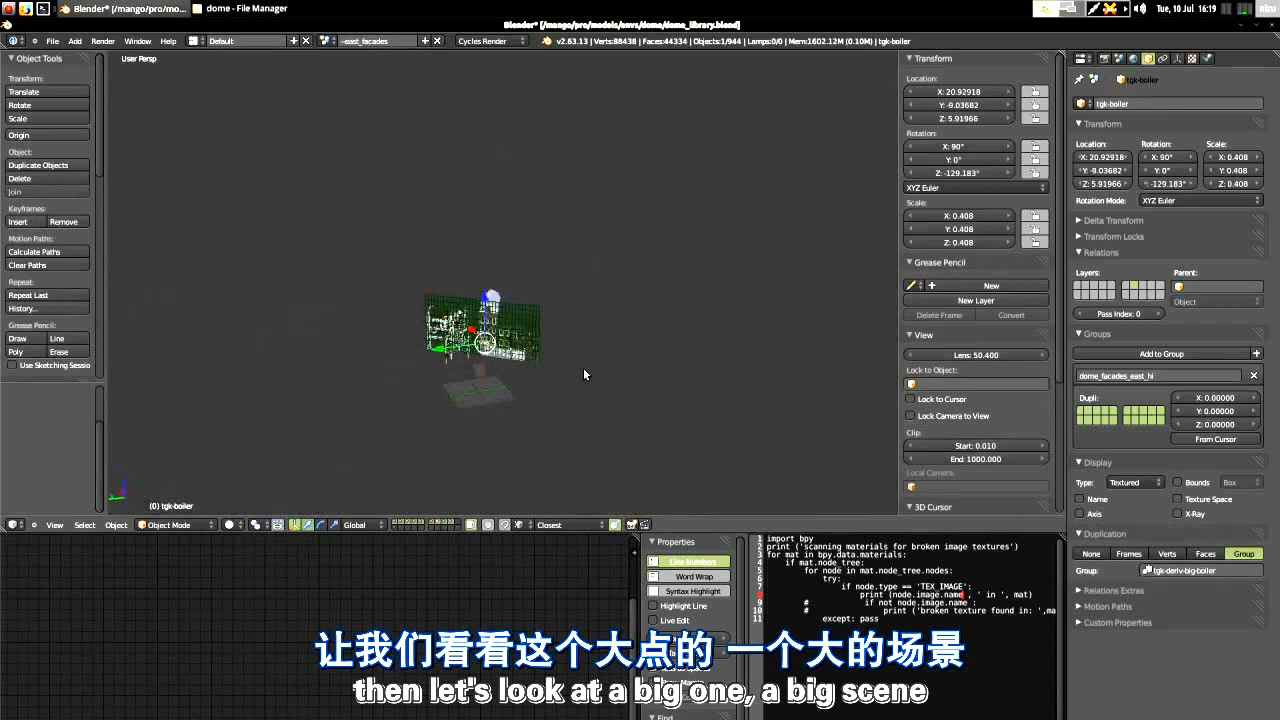 Blender* [/mango/pro/mo...
dome - File Manager
Tue, 10 Jul 16:19
Blender* [/mango/pro/models/envs/dome/dome_library.blend]
File Add Render Window Help
Default
~east_facades
Cycles Render
v2.63.13 | Verts:88438 | Faces:44334 | Objects:1/944 | Lamps:0/0 | Mem:1602.12M (0.10M) | tgk-boiler
Object Tools
Transform:
Translate
Rotate
Scale
Origin
Object:
Duplicate Objects
Delete
Join
Keyframes:
Insert Remove
Motion Paths:
Calculate Paths
Clear Paths
Repeat:
Repeat Last
History...
Grease Pencil:
Draw Line
Poly Erase
Use Sketching Sessio
User Persp
(0) tgk-boiler
View Select Object
Object Mode
Global
Closest
Transform
Location:
X: 20.92918
Y: -9.03682
Z: 5.91966
Rotation:
X: 90°
Y: 0°
Z: -129.183°
XYZ Euler
Scale:
X: 0.408
Y: 0.408
Z: 0.408
Grease Pencil
New
New Layer
Delete Frame Convert
View
Lens: 50.400
Lock to Object:
Lock to Cursor
Lock Camera to View
Clip:
Start: 0.010
End: 1000.000
Local Camera:
3D Cursor
tgk-boiler
tgk-boiler
Transform
Location: Rotation: Scale:
X: 20.92918 X: 90° X: 0.408
Y: -9.03682 Y: 0° Y: 0.408
Z: 5.91966 -129.183° Z: 0.408
Rotation Mode: XYZ Euler
Delta Transform
Transform Locks
Relations
Layers: Parent:
Object
Pass Index: 0
Groups
Add to Group
dome_facades_east_hi
Dupli:
X: 0.00000
Y: 0.00000
Z: 0.00000
From Cursor
Display
Type: Textured Bounds Box
Name Texture Space
Axis X-Ray
Duplication
None Frames Verts Faces Group
Group: tgk-deriv-big-boiler
Relations Extras
Motion Paths
Custom Properties
Properties
Line Numbers
Word Wrap
Syntax Highlight
Highlight Line
Live Edit
Find
1 import bpy
2 print ('scanning materials for broken image textures')
3 for mat in bpy.data.materials:
4 if mat.node_tree:
5 for node in mat.node_tree.nodes:
6 try:
7 if node.type == 'TEX_IMAGE':
8 print (node.image.name, ' in ', mat)
9 # if not node.image.name :
10 # print ('broken texture found in: ',ma
11 except: pass
让我们看看这个大点的 一个大的场景
then let's look at a big one, a big scene